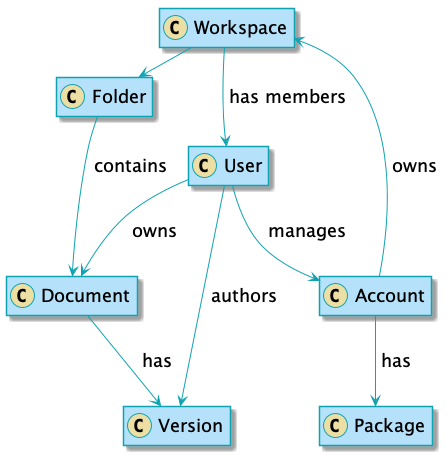 C Workspace
C Folder
has members
C User
contains
owns
owns
manages
C Document
authors
C Account
has
has
C Version
C Package